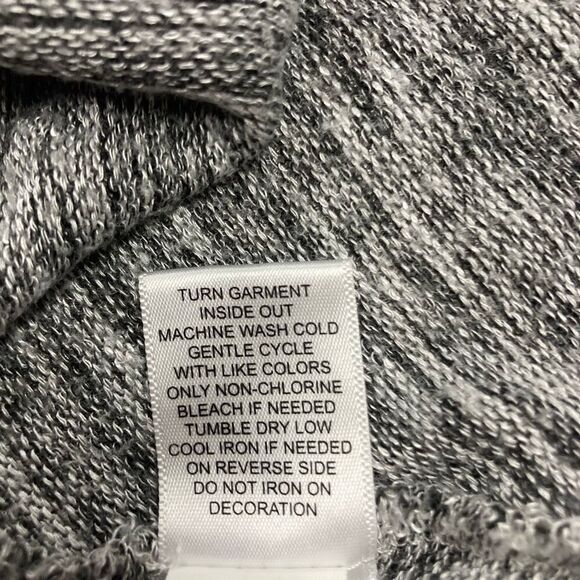 TURN GARMENT
INSIDE OUT
MACHINE WASH COLD
GENTLE CYCLE
WITH LIKE COLORS
ONLY NON-CHLORINE
BLEACH IF NEEDED
TUMBLE DRY LOW
COOL IRON IF NEEDED
ON REVERSE SIDE
DO NOT IRON ON
DECORATION